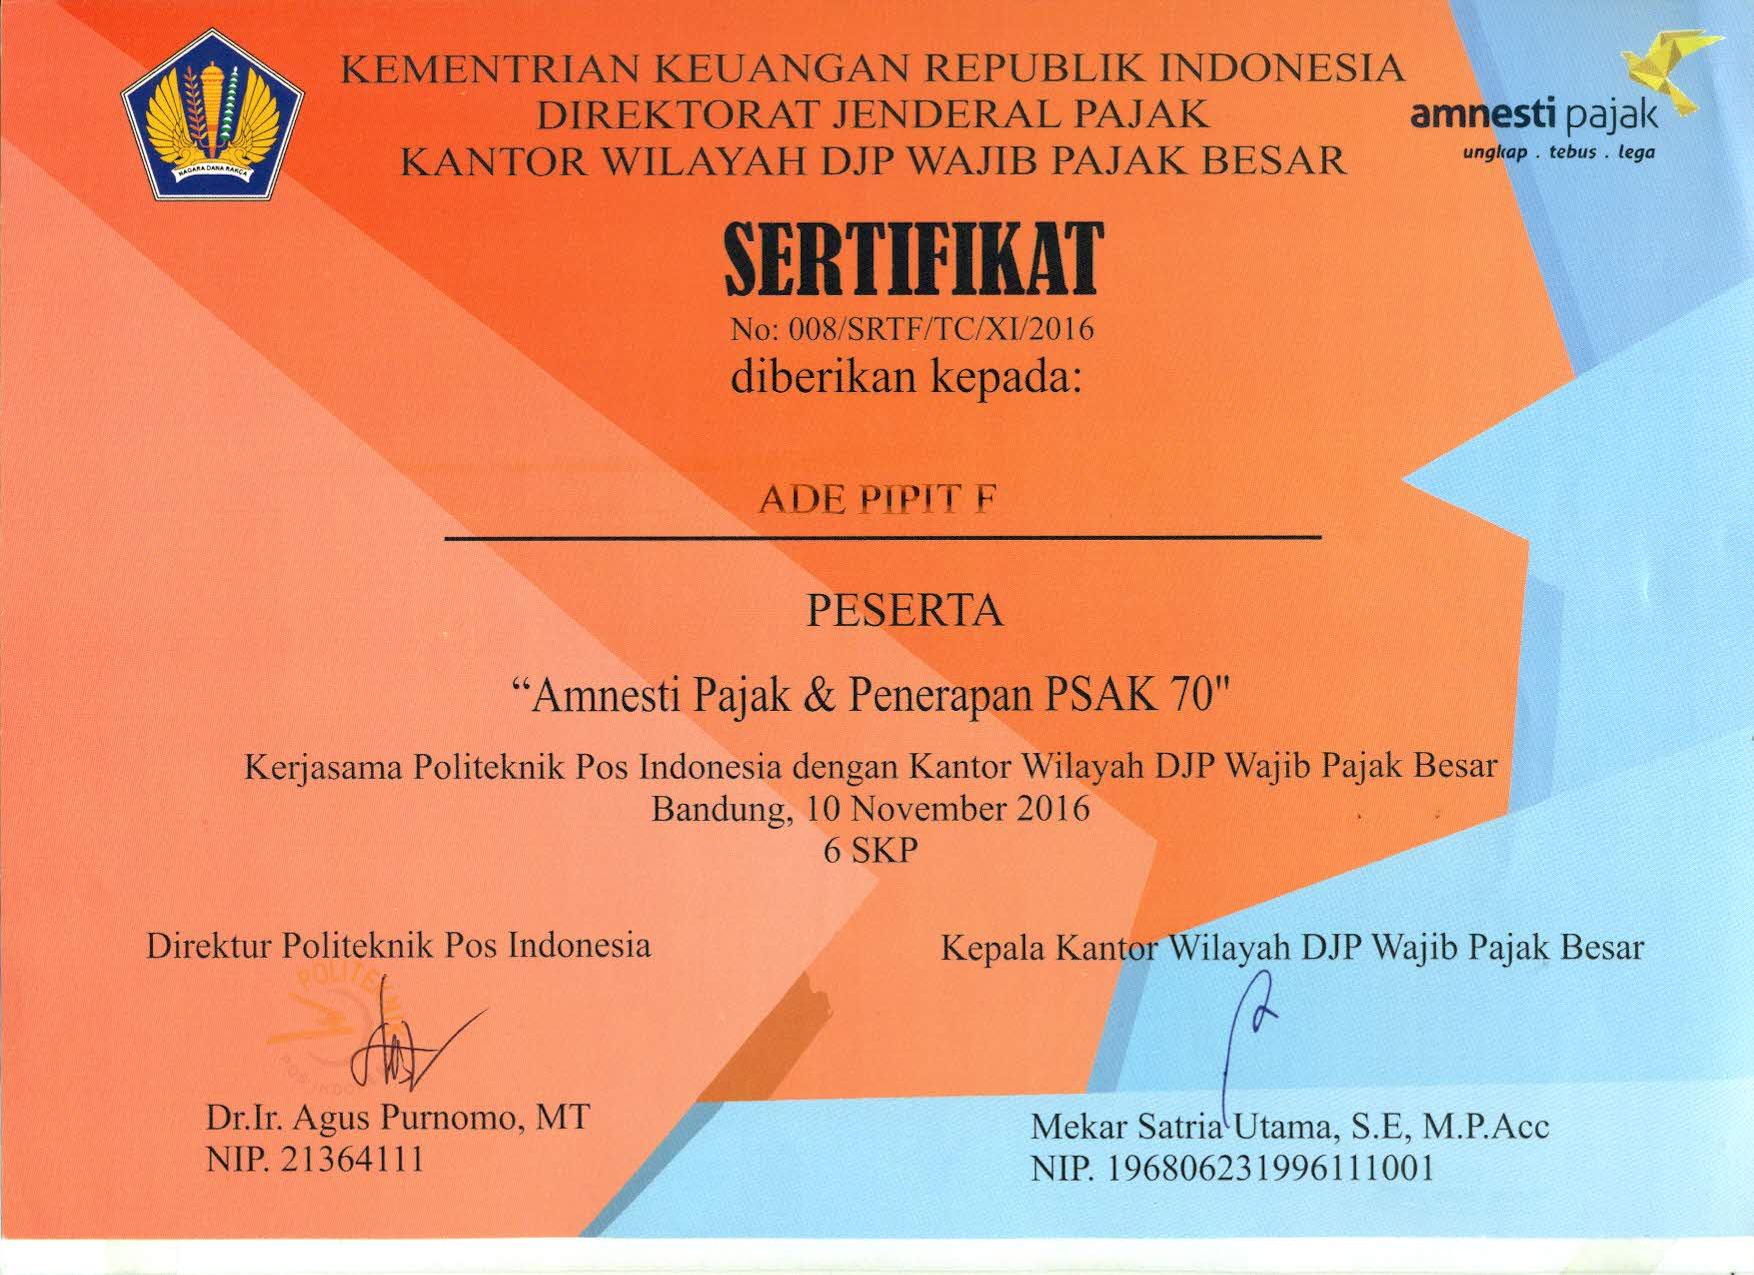 KEMENTRIAN KEUANGAN REPUBLIK INDONESIA
DIREKTORAT JENDERAL PAJAK
KANTOR WILAYAH DJP WAJIB PAJAK BESAR
NAGARA DANA RAKÇA
amnesti pajak
ungkap . tebus . lega
SERTIFIKAT
No: 008/SRTF/TC/XI/2016
diberikan kepada:
ADE PIPIT F
PESERTA
“Amnesti Pajak & Penerapan PSAK 70"
Kerjasama Politeknik Pos Indonesia dengan Kantor Wilayah DJP Wajib Pajak Besar
Bandung, 10 November 2016
6 SKP
Direktur Politeknik Pos Indonesia
POLITEKNIK
POS INDO
Dr.Ir. Agus Purnomo, MT
NIP. 21364111
Kepala Kantor Wilayah DJP Wajib Pajak Besar
Mekar Satria Utama, S.E, M.P.Acc
NIP. 196806231996111001